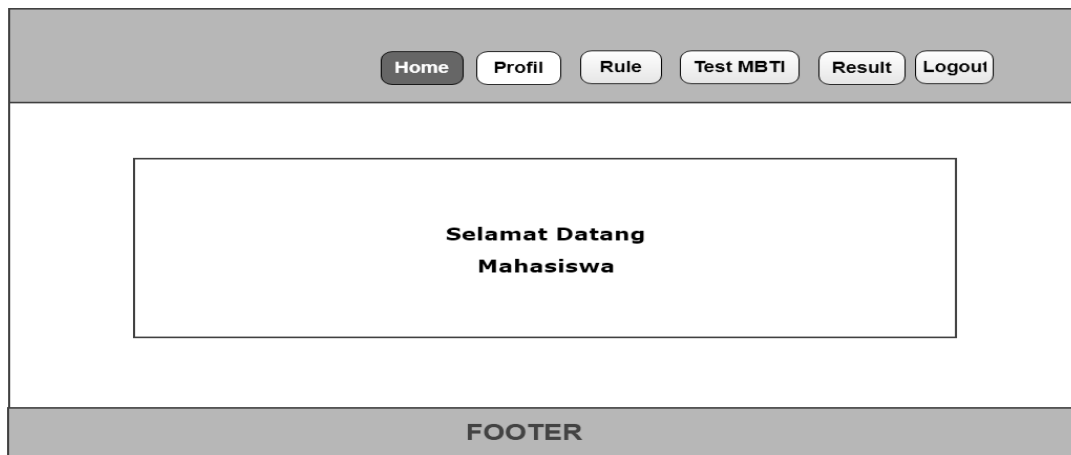 Home Profil Rule Test MBTI Result Logout
Selamat Datang
Mahasiswa
FOOTER